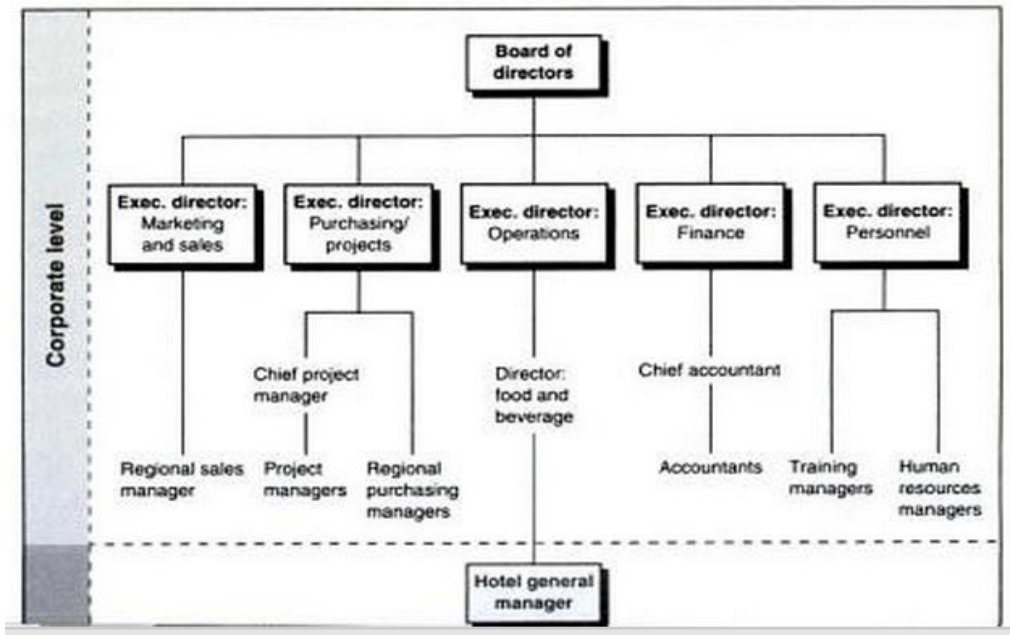 Corporate level
Board of
directors
Exec. director:
Marketing
and sales
Exec. director:
Purchasing/
projects
Exec. director:
Operations
Exec. director:
Finance
Exec. director:
Personnel
Chief project
manager
Director:
food and
beverage
Chief accountant
Regional sales
manager
Project
managers
Regional
purchasing
managers
Accountants
Training
managers
Human
resources
managers
Hotel general
manager